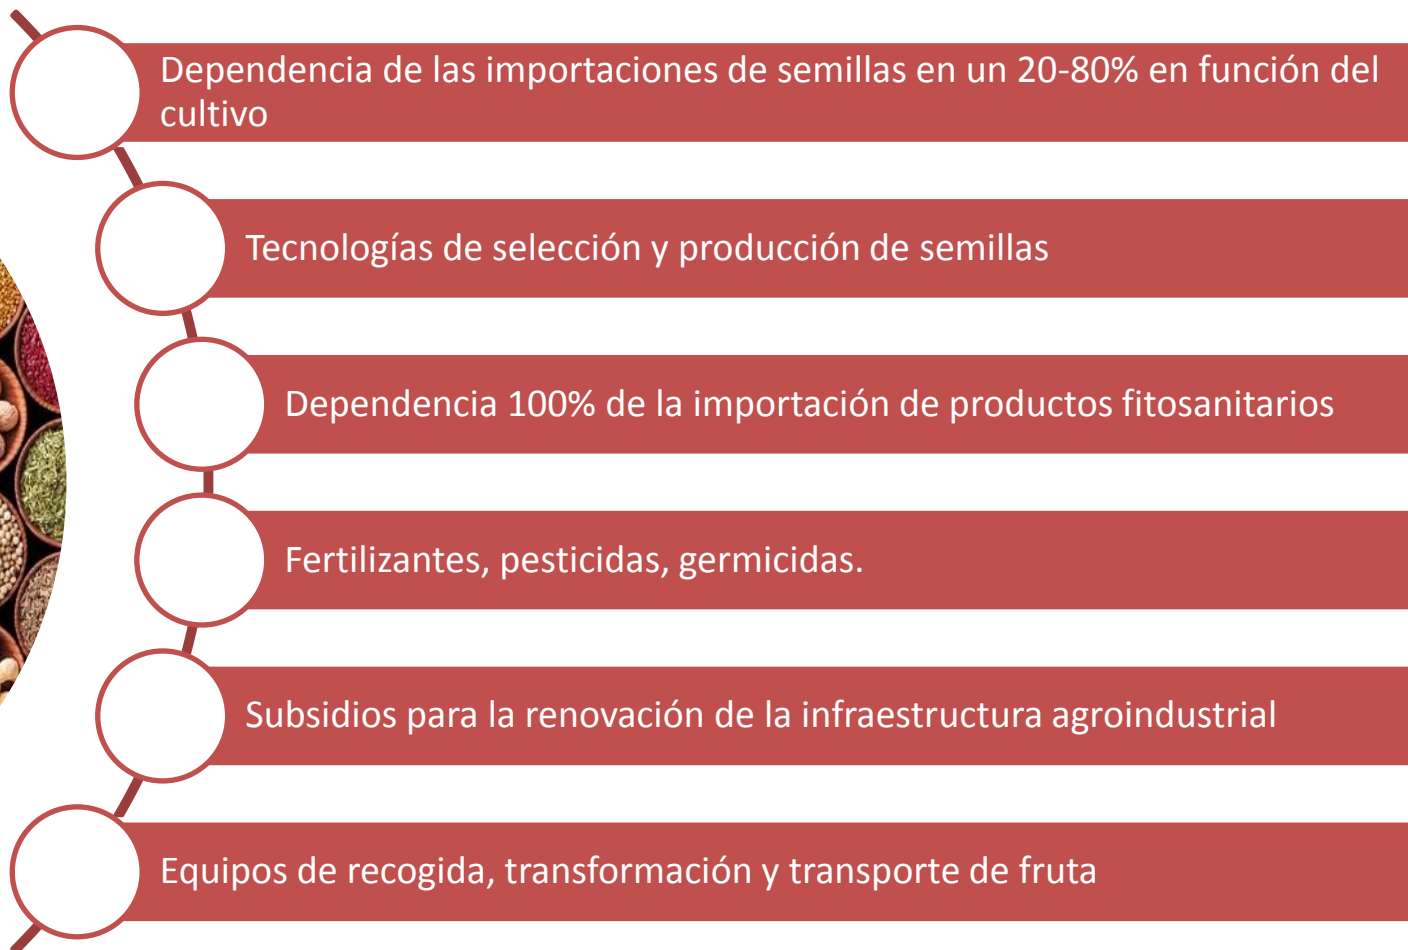 Dependencia de las importaciones de semillas en un 20-80% en función del
cultivo
Tecnologías de selección y producción de semillas
Dependencia 100% de la importación de productos fitosanitarios
Fertilizantes, pesticidas, germicidas.
Subsidios para la renovación de la infraestructura agroindustrial
Equipos de recogida, transformación y transporte de fruta